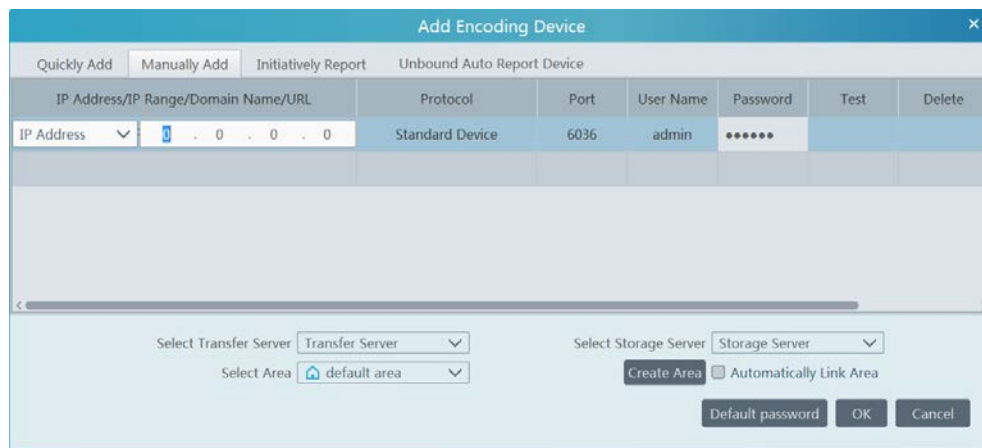 Add Encoding Device
Quickly Add Manually Add Initiatively Report Unbound Auto Report Device
IP Address/IP Range/Domain Name/URL Protocol Port User Name Password Test Delete
IP Address 0 . 0 . 0 . 0 Standard Device 6036 admin ●●●●●●
Select Transfer Server Transfer Server Select Storage Server Storage Server
Select Area default area Create Area Automatically Link Area
Default password OK Cancel